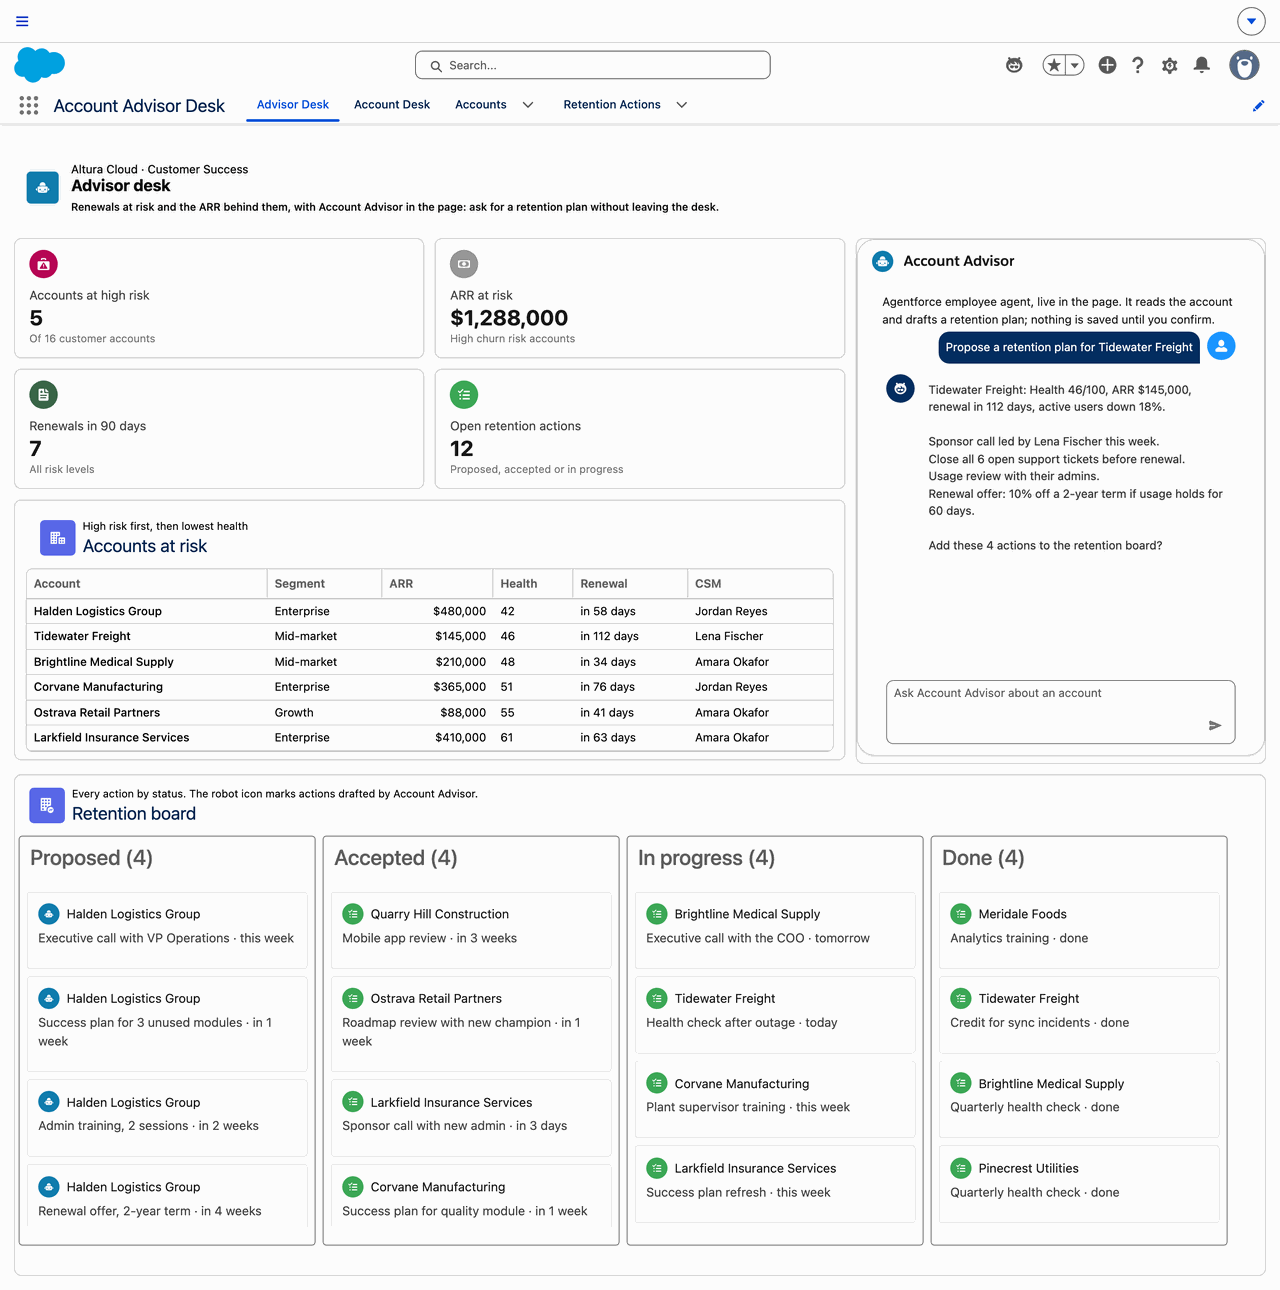 Search...
Account Advisor Desk
Advisor Desk
Account Desk
Accounts
Retention Actions
Altura Cloud · Customer Success
Advisor desk
Renewals at risk and the ARR behind them, with Account Advisor in the page: ask for a retention plan without leaving the desk.
Accounts at high risk
5
Of 16 customer accounts
ARR at risk
$1,288,000
High churn risk accounts
Renewals in 90 days
7
All risk levels
Open retention actions
12
Proposed, accepted or in progress
High risk first, then lowest health
Accounts at risk
Account Segment ARR Health Renewal CSM
Halden Logistics Group Enterprise $480,000 42 in 58 days Jordan Reyes
Tidewater Freight Mid-market $145,000 46 in 112 days Lena Fischer
Brightline Medical Supply Mid-market $210,000 48 in 34 days Amara Okafor
Corvane Manufacturing Enterprise $365,000 51 in 76 days Jordan Reyes
Ostrava Retail Partners Growth $88,000 55 in 41 days Amara Okafor
Larkfield Insurance Services Enterprise $410,000 61 in 63 days Amara Okafor
Account Advisor
Agentforce employee agent, live in the page. It reads the account
and drafts a retention plan; nothing is saved until you confirm.
Propose a retention plan for Tidewater Freight
Tidewater Freight: Health 46/100, ARR $145,000,
renewal in 112 days, active users down 18%.
Sponsor call led by Lena Fischer this week.
Close all 6 open support tickets before renewal.
Usage review with their admins.
Renewal offer: 10% off a 2-year term if usage holds for
60 days.
Add these 4 actions to the retention board?
Ask Account Advisor about an account
Every action by status. The robot icon marks actions drafted by Account Advisor.
Retention board
Proposed (4)
Halden Logistics Group
Executive call with VP Operations · this week
Halden Logistics Group
Success plan for 3 unused modules · in 1
week
Halden Logistics Group
Admin training, 2 sessions · in 2 weeks
Halden Logistics Group
Renewal offer, 2-year term · in 4 weeks
Accepted (4)
Quarry Hill Construction
Mobile app review · in 3 weeks
Ostrava Retail Partners
Roadmap review with new champion · in 1
week
Larkfield Insurance Services
Sponsor call with new admin · in 3 days
Corvane Manufacturing
Success plan for quality module · in 1 week
In progress (4)
Brightline Medical Supply
Executive call with the COO · tomorrow
Tidewater Freight
Health check after outage · today
Corvane Manufacturing
Plant supervisor training · this week
Larkfield Insurance Services
Success plan refresh · this week
Done (4)
Meridale Foods
Analytics training · done
Tidewater Freight
Credit for sync incidents · done
Brightline Medical Supply
Quarterly health check · done
Pinecrest Utilities
Quarterly health check · done